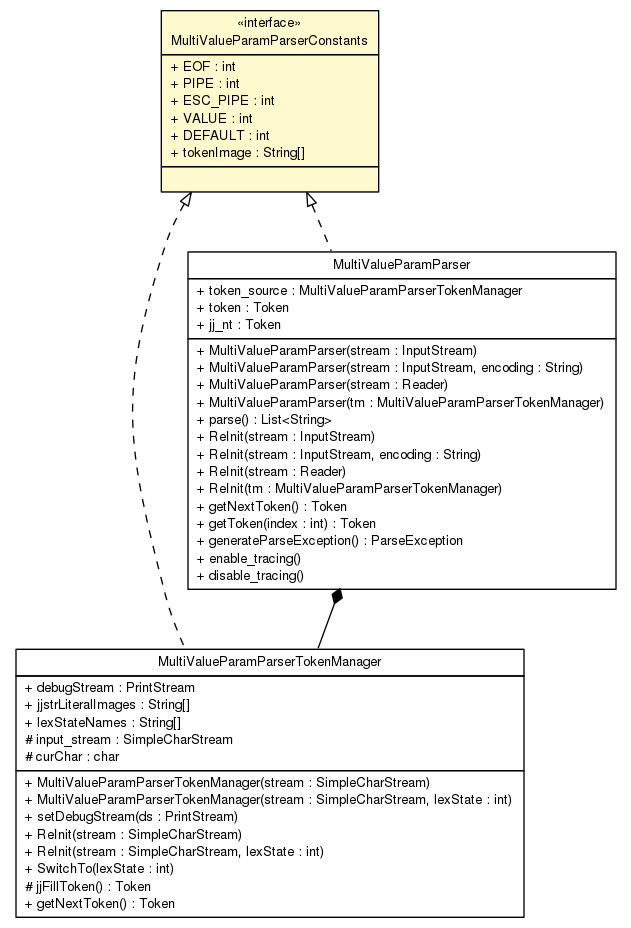 «interface»
MultiValueParamParserConstants
+ EOF : int
+ PIPE : int
+ ESC_PIPE : int
+ VALUE : int
+ DEFAULT : int
+ tokenImage : String[]
MultiValueParamParser
+ token_source : MultiValueParamParserTokenManager
+ token : Token
+ jj_nt : Token
+ MultiValueParamParser(stream : InputStream)
+ MultiValueParamParser(stream : InputStream, encoding : String)
+ MultiValueParamParser(stream : Reader)
+ MultiValueParamParser(tm : MultiValueParamParserTokenManager)
+ parse() : List<String>
+ ReInit(stream : InputStream)
+ ReInit(stream : InputStream, encoding : String)
+ ReInit(stream : Reader)
+ ReInit(tm : MultiValueParamParserTokenManager)
+ getNextToken() : Token
+ getToken(index : int) : Token
+ generateParseException() : ParseException
+ enable_tracing()
+ disable_tracing()
MultiValueParamParserTokenManager
+ debugStream : PrintStream
+ jjstrLiteralImages : String[]
+ lexStateNames : String[]
# input_stream : SimpleCharStream
# curChar : char
+ MultiValueParamParserTokenManager(stream : SimpleCharStream)
+ MultiValueParamParserTokenManager(stream : SimpleCharStream, lexState : int)
+ setDebugStream(ds : PrintStream)
+ ReInit(stream : SimpleCharStream)
+ ReInit(stream : SimpleCharStream, lexState : int)
+ SwitchTo(lexState : int)
# jjFillToken() : Token
+ getNextToken() : Token